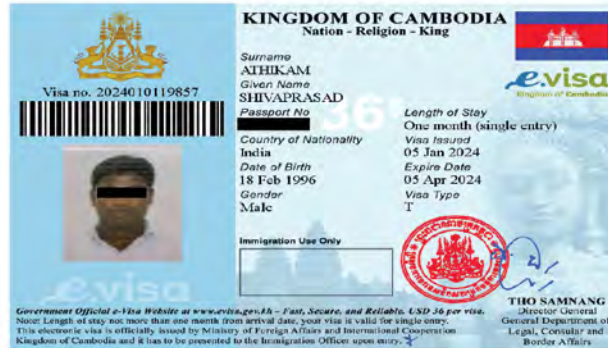 KINGDOM OF CAMBODIA
Nation - Religion - King
Visa no. 2024010119857
e.visa
Kingdom of Cambodia
Surname
ATHIKAM
Given Name
SHIVAPRASAD
Passport No
Length of Stay
One month (single entry)
Country of Nationality
India
Visa Issued
05 Jan 2024
Date of Birth
18 Feb 1996
Expire Date
05 Apr 2024
Gender
Male
Visa Type
T
Immigration Use Only
e.visa
THO SAMNANG
Director General
General Department of
Legal, Consular and
Border Affairs
Government Official e-Visa Website at www.evisa.gov.kh – Fast, Secure, and Reliable. USD 36 per visa.
Note: Length of stay not more than one month from arrival date, your visa is valid for single entry.
This electronic visa is officially issued by Ministry of Foreign Affairs and International Cooperation
Kingdom of Cambodia and it has to be presented to the Immigration Officer upon entry.